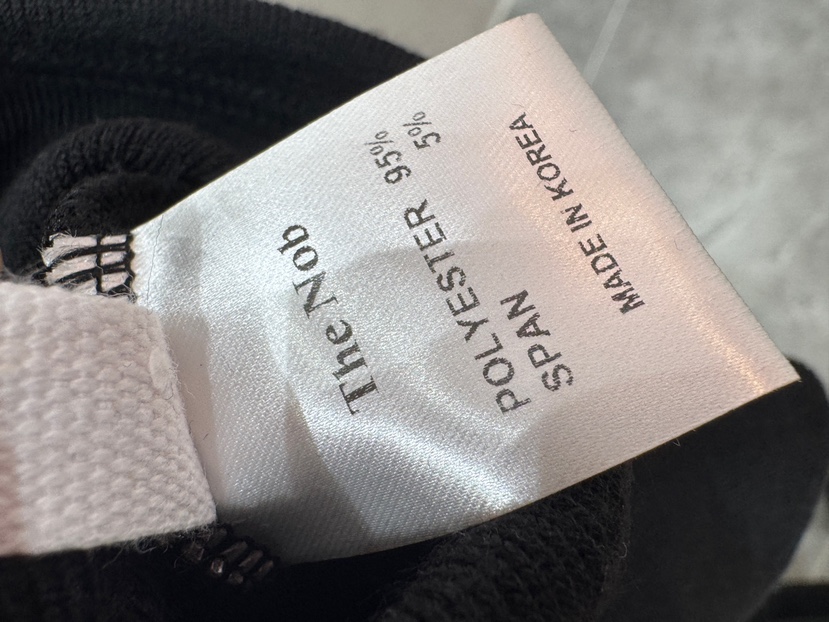 The Nob
POLYESTER 95%
SPAN 5%
MADE IN KOREA